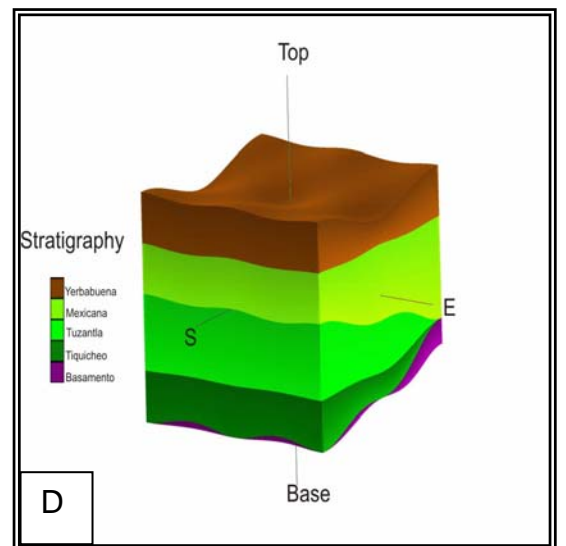 Top
Stratigraphy
Yerbabuena
Mexicana
Tuzantla
Tiquicheo
Basamento
S
E
Base
D